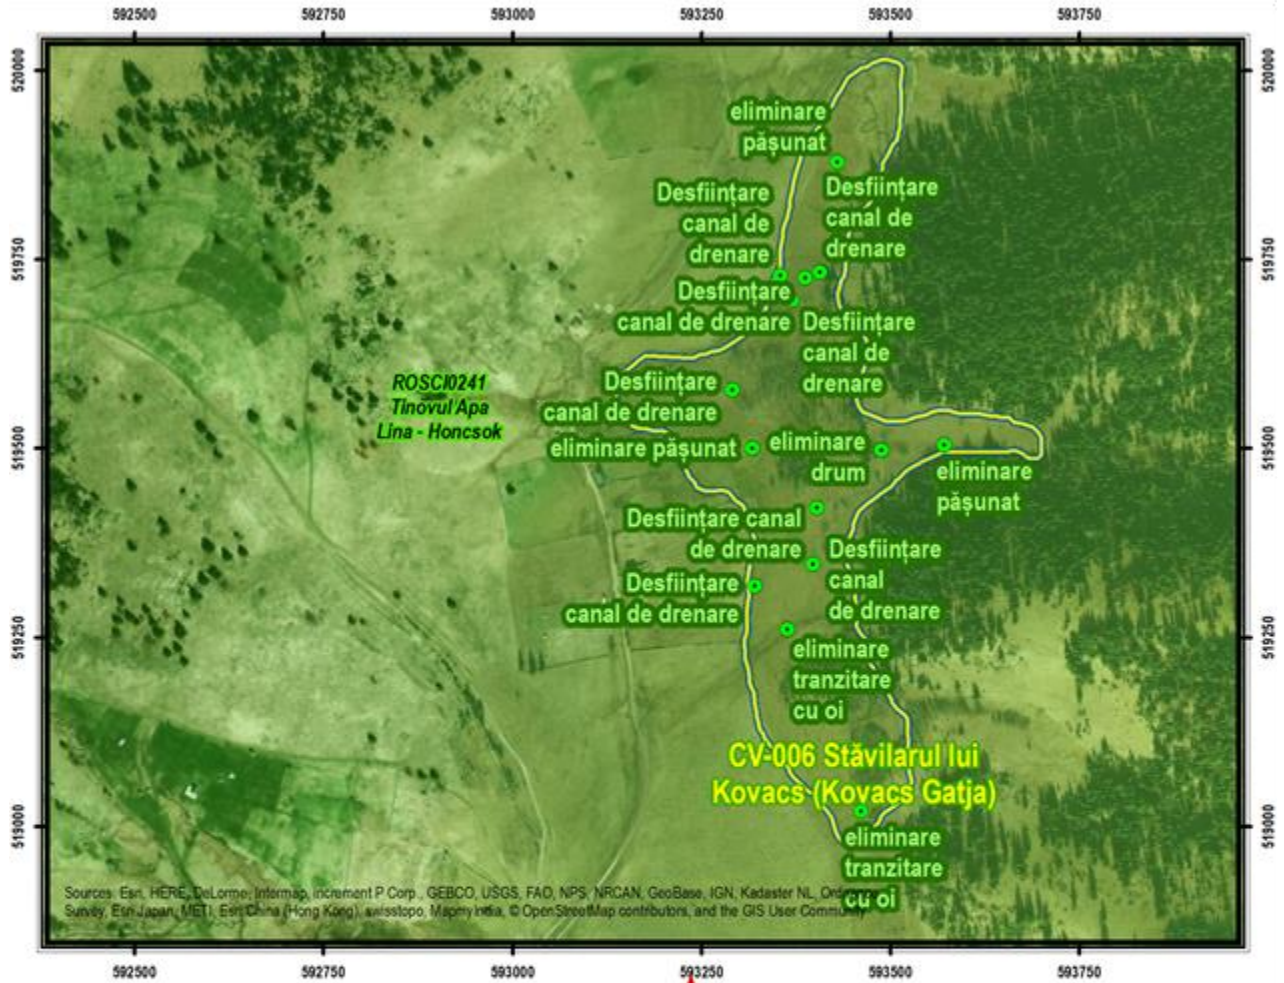 592500 592750 593000 593250 593500 593750
520000
520000
eliminare
pășunat
Desființare
canal de
drenare
Desființare
canal de
drenare
519750
519750
Desființare
canal de drenare
Desființare
canal de
drenare
ROSCI0241
Tinovul Apa
Lina - Honcsok
Desființare
canal de drenare
eliminare pășunat
eliminare
drum
519500
519500
eliminare
pășunat
Desființare canal
de drenare
Desființare
canal
de drenare
Desființare
canal de drenare
519250
519250
eliminare
tranzitare
cu oi
CV-006 Stăvilarul lui
Kovacs (Kovacs Gatja)
519000
519000
eliminare
tranzitare
cu oi
Sources: Esri, HERE, DeLorme, Intermap, increment P Corp., GEBCO, USGS, FAO, NPS, NRCAN, GeoBase, IGN, Kadaster NL, Ordnance
Survey, Esri Japan, METI, Esri China (Hong Kong), swisstopo, MapmyIndia, © OpenStreetMap contributors, and the GIS User Community
592500 592750 593000 593250 593500 593750